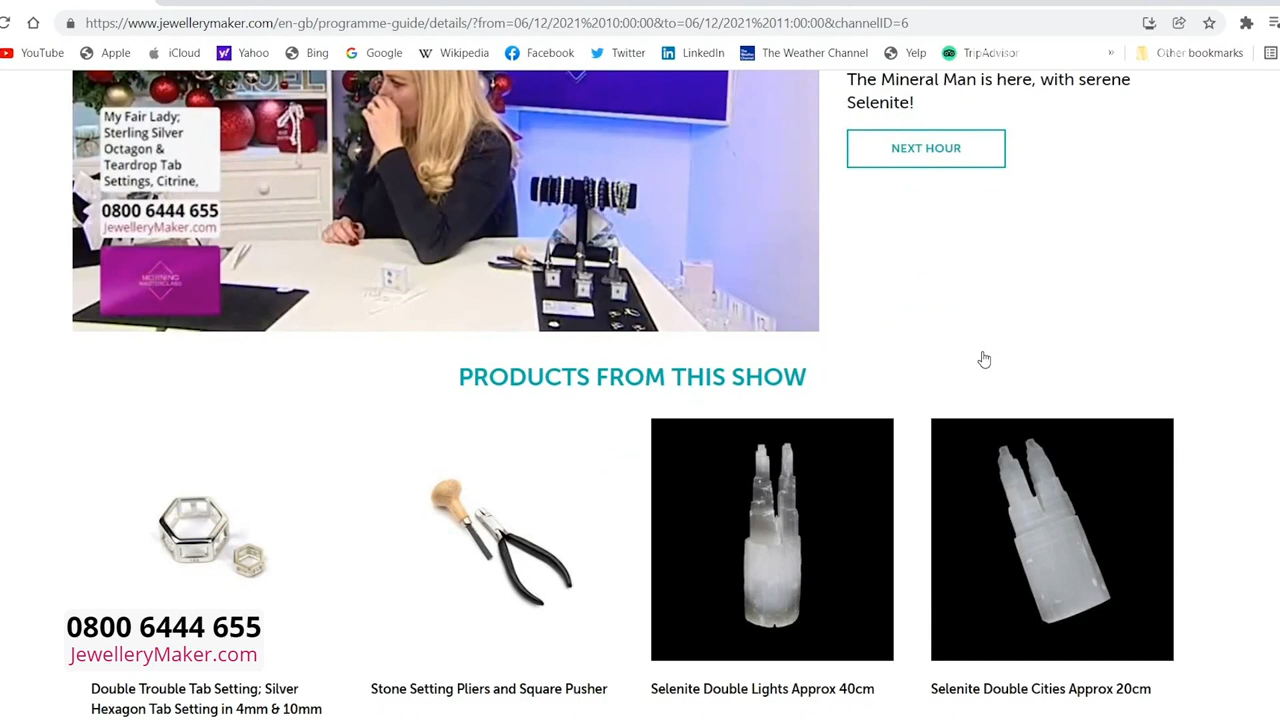 https://www.jewellerymaker.com/en-gb/programme-guide/details/?from=06/12/2021%2010:00:00&to=06/12/2021%2011:00:00&channelID=6
YouTube Apple iCloud Yahoo Bing Google Wikipedia Facebook Twitter LinkedIn The Weather Channel Yelp TripAdvisor » Other bookmarks
The Mineral Man is here, with serene
Selenite!
NEXT HOUR
My Fair Lady;
Sterling Silver
Octagon &
Teardrop Tab
Settings, Citrine,
0800 6444 655
JewelleryMaker.com
MORNING
MASTERCLASS
PRODUCTS FROM THIS SHOW
0800 6444 655
JewelleryMaker.com
Double Trouble Tab Setting; Silver
Hexagon Tab Setting in 4mm & 10mm
Stone Setting Pliers and Square Pusher
Selenite Double Lights Approx 40cm
Selenite Double Cities Approx 20cm